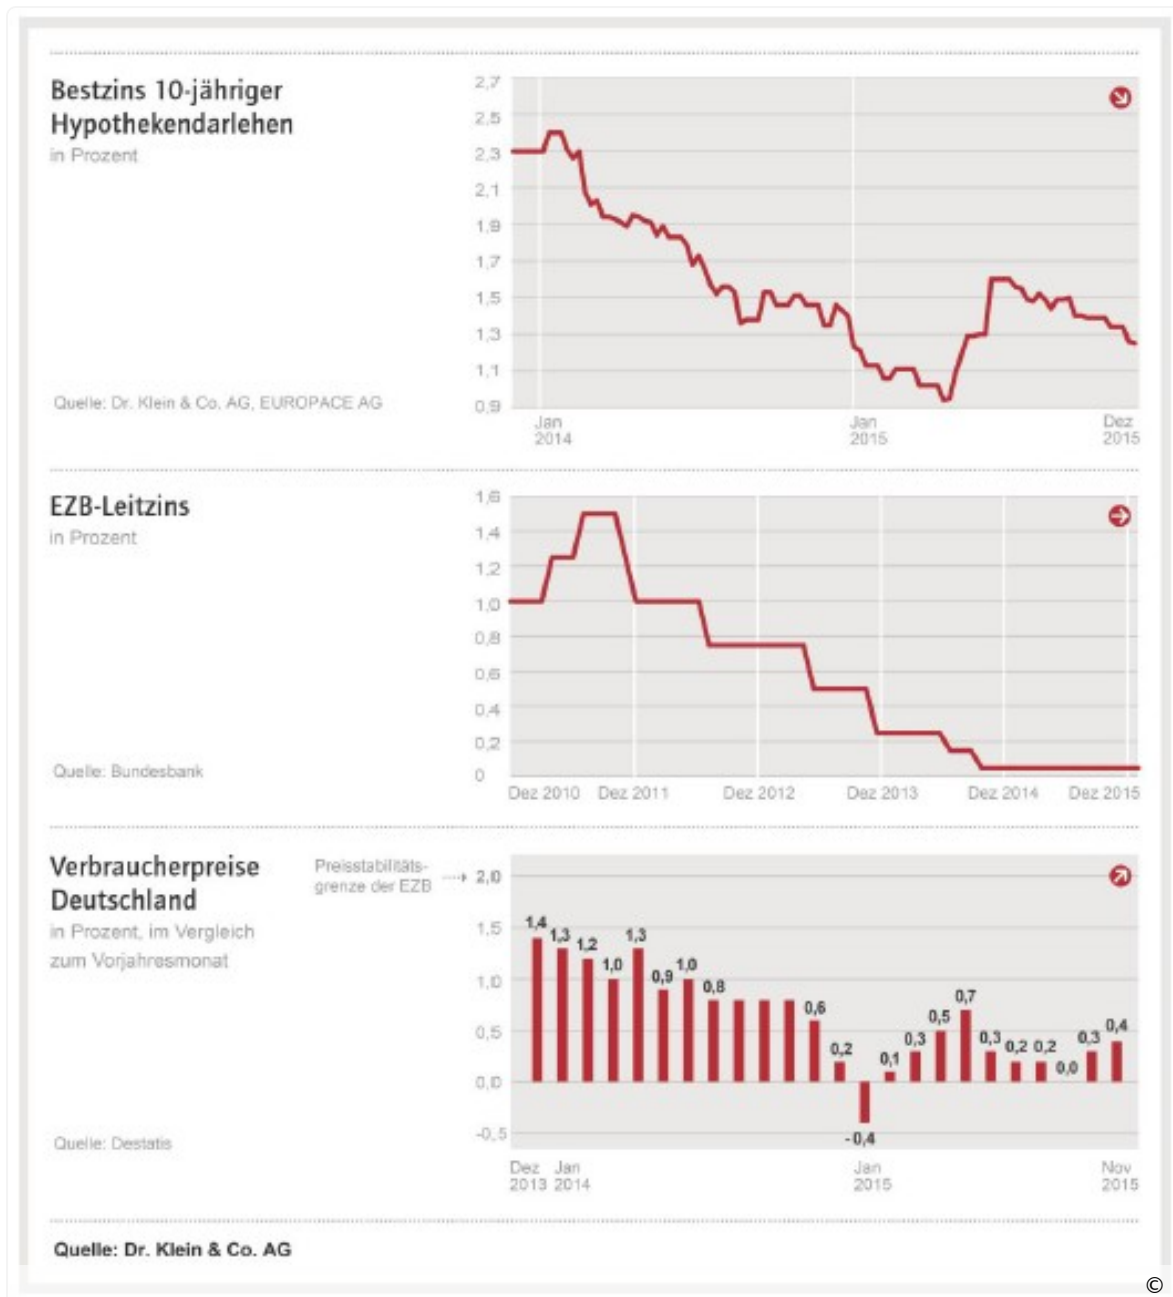 Bestzins 10-jähriger
Hypothekendarlehen
in Prozent
2,7
2,5
2,3
2,1
1,9
1,7
1,5
1,3
1,1
0,9
Jan
2014
Jan
2015
Dez
2015
Quelle: Dr. Klein & Co. AG, EUROPACE AG
EZB-Leitzins
in Prozent
1,6
1,4
1,2
1,0
0,8
0,6
0,4
0,2
0
Dez 2010 Dez 2011 Dez 2012 Dez 2013 Dez 2014 Dez 2015
Quelle: Bundesbank
Verbraucherpreise
Deutschland
in Prozent, im Vergleich
zum Vorjahresmonat
Preisstabilitäts-
grenze der EZB
2,0
1,5
1,0
0,5
0,0
-0,5
1,4
1,3
1,2
1,0
1,3
0,9
1,0
0,8
0,6
0,2
-0,4
0,1
0,3
0,5
0,7
0,3
0,2
0,2
0,0
0,3
0,4
Dez
2013
Jan
2014
Jan
2015
Nov
2015
Quelle: Destatis
Quelle: Dr. Klein & Co. AG
©